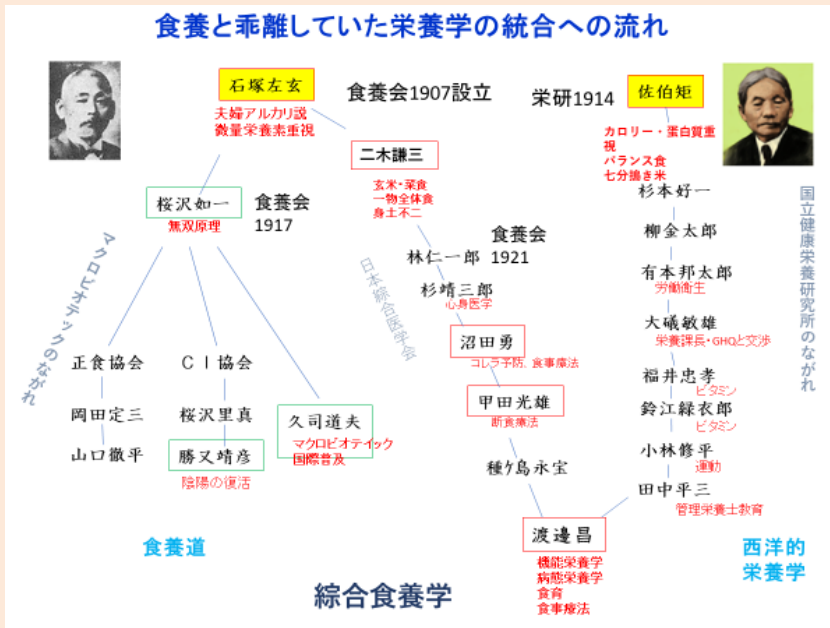 食養と乖離していた栄養学の統合への流れ
石塚左玄
夫婦アルカリ説
微量栄養素重視
食養会1907設立
栄研1914
佐伯矩
カロリー・蛋白質重
視
バランス食
七分搗き米
二木謙三
玄米・菜食
一物全体食
身土不二
桜沢如一
無双原理
食養会
1917
マクロビオテックのながれ
正食協会
岡田定三
山口徹平
ＣＩ協会
桜沢里真
勝又靖彦
陰陽の復活
久司道夫
マクロビオテイック
国際普及
食養会
1921
日本綜合医学会
林仁一郎
杉靖三郎
心身医学
沼田勇
コレラ予防、食事療法
甲田光雄
断食療法
種ケ島永宝
杉本好一
柳金太郎
有本邦太郎
労働衛生
大礒敏雄
栄養課長・GHQと交渉
福井忠孝
ビタミン
鈴江緑衣郎
ビタミン
小林修平
運動
田中平三
管理栄養士教育
国立健康栄養研究所のながれ
渡邊昌
機能栄養学
病態栄養学
食育
食事療法
食養道
綜合食養学
西洋的
栄養学